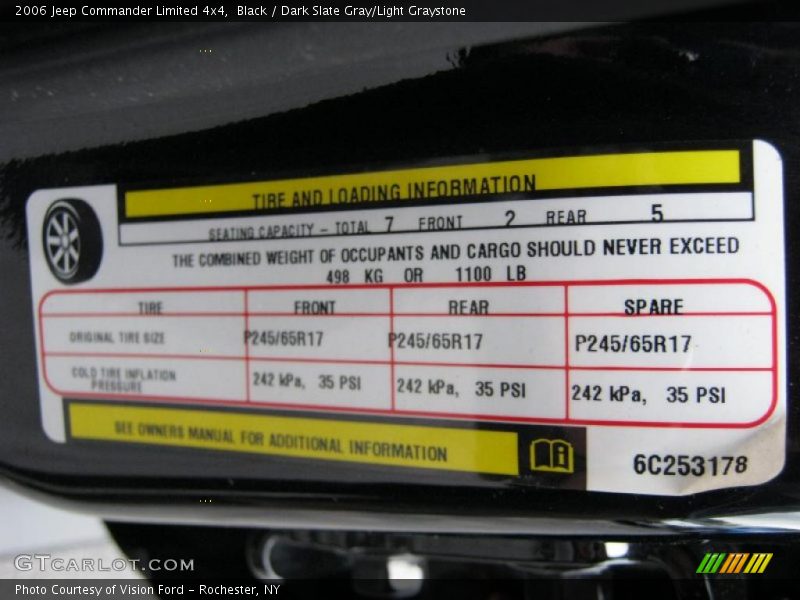 2006 Jeep Commander Limited 4x4, Black / Dark Slate Gray/Light Graystone
TIRE AND LOADING INFORMATION
SEATING CAPACITY - TOTAL 7 FRONT 2 REAR 5
THE COMBINED WEIGHT OF OCCUPANTS AND CARGO SHOULD NEVER EXCEED
498 KG OR 1100 LB
TIRE FRONT REAR SPARE
ORIGINAL TIRE SIZE P245/65R17 P245/65R17 P245/65R17
COLD TIRE INFLATION
PRESSURE 242 kPa, 35 PSI 242 kPa, 35 PSI 242 kPa, 35 PSI
SEE OWNERS MANUAL FOR ADDITIONAL INFORMATION
6C253178
GTCARLOT.COM
Photo Courtesy of Vision Ford - Rochester, NY